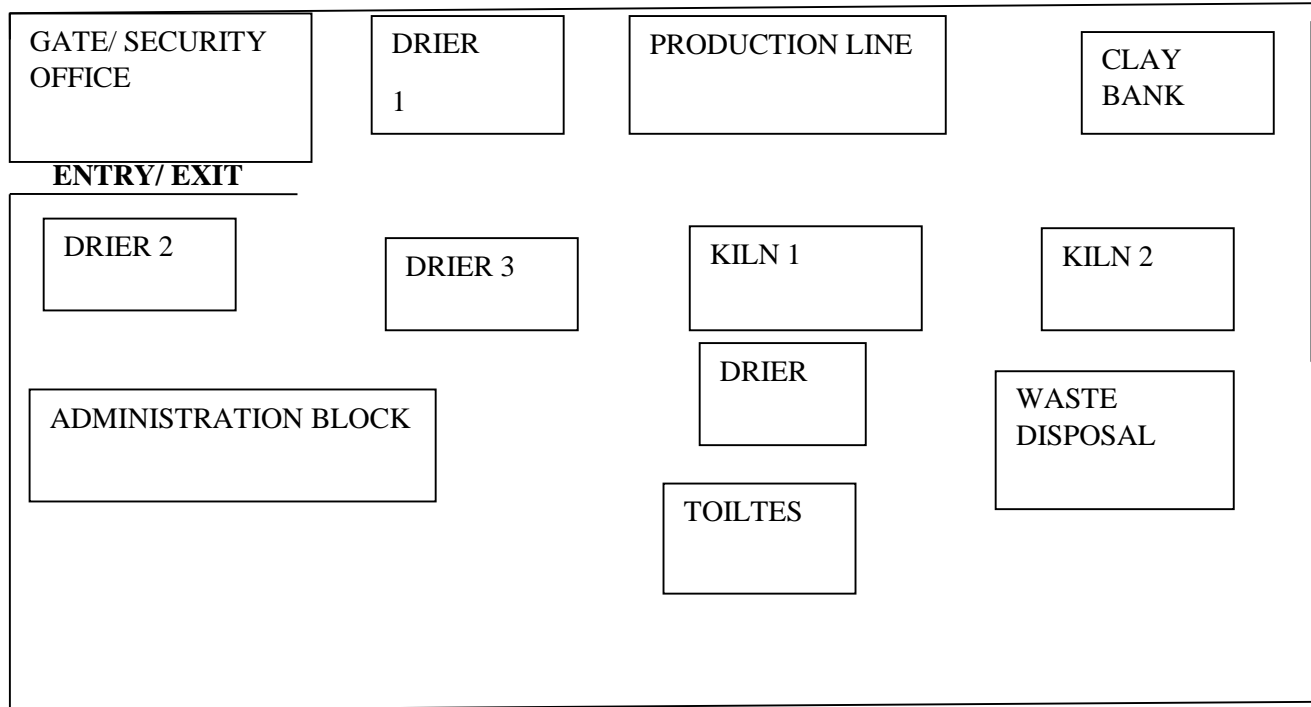 GATE/ SECURITY
OFFICE
DRIER
1
PRODUCTION LINE
CLAY
BANK
ENTRY/ EXIT
DRIER 2
DRIER 3
KILN 1
KILN 2
DRIER
ADMINISTRATION BLOCK
WASTE
DISPOSAL
TOILTES